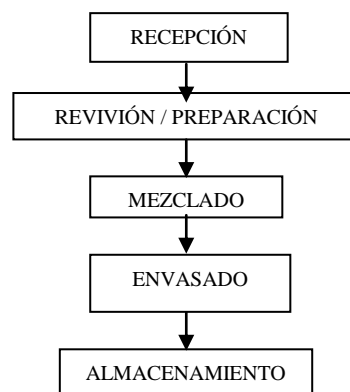 RECEPCIÓN
REVIVIÓN / PREPARACIÓN
MEZCLADO
ENVASADO
ALMACENAMIENTO